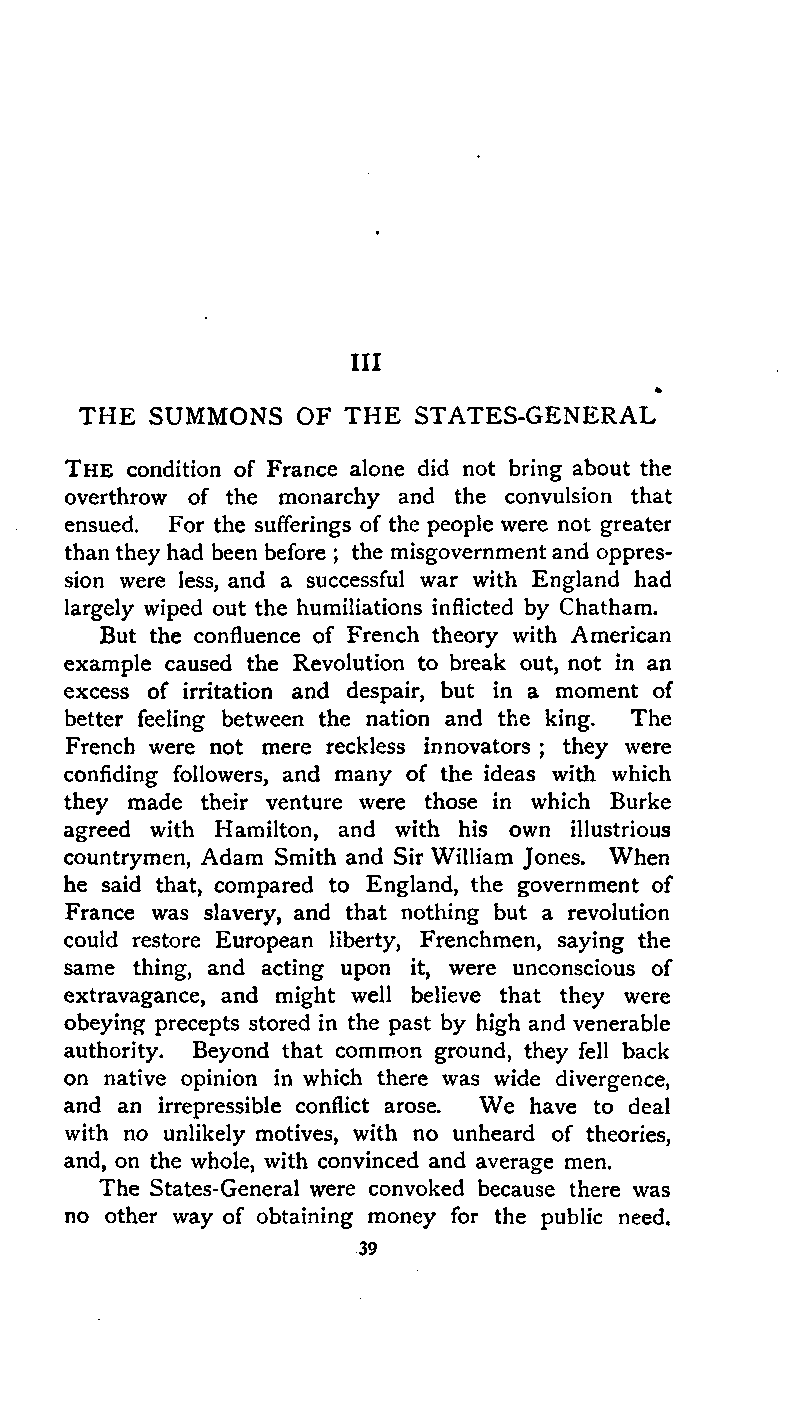 III
THE SUMMONS OF THE STATES-GENERAL
THE condition of France alone did not bring about the
overthrow of the monarchy and the convulsion that
ensued. For the sufferings of the people were not greater
than they had been before ; the misgovernment and oppres-
sion were less, and a successful war with England had
largely wiped out the humiliations inflicted by Chatham.
But the confluence of French theory with American
example caused the Revolution to break out, not in an
excess of irritation and despair, but in a moment of
better feeling between the nation and the king. The
French were not mere reckless innovators ; they were
confiding followers, and many of the ideas with which
they made their venture were those in which Burke
agreed with Hamilton, and with his own illustrious
countrymen, Adam Smith and Sir William Jones. When
he said that, compared to England, the government of
France was slavery, and that nothing but a revolution
could restore European liberty, Frenchmen, saying the
same thing, and acting upon it, were unconscious of
extravagance, and might well believe that they were
obeying precepts stored in the past by high and venerable
authority. Beyond that common ground, they fell back
on native opinion in which there was wide divergence,
and an irrepressible conflict arose. We have to deal
with no unlikely motives, with no unheard of theories,
and, on the whole, with convinced and average men.
The States-General were convoked because there was
no other way of obtaining money for the public need.
39